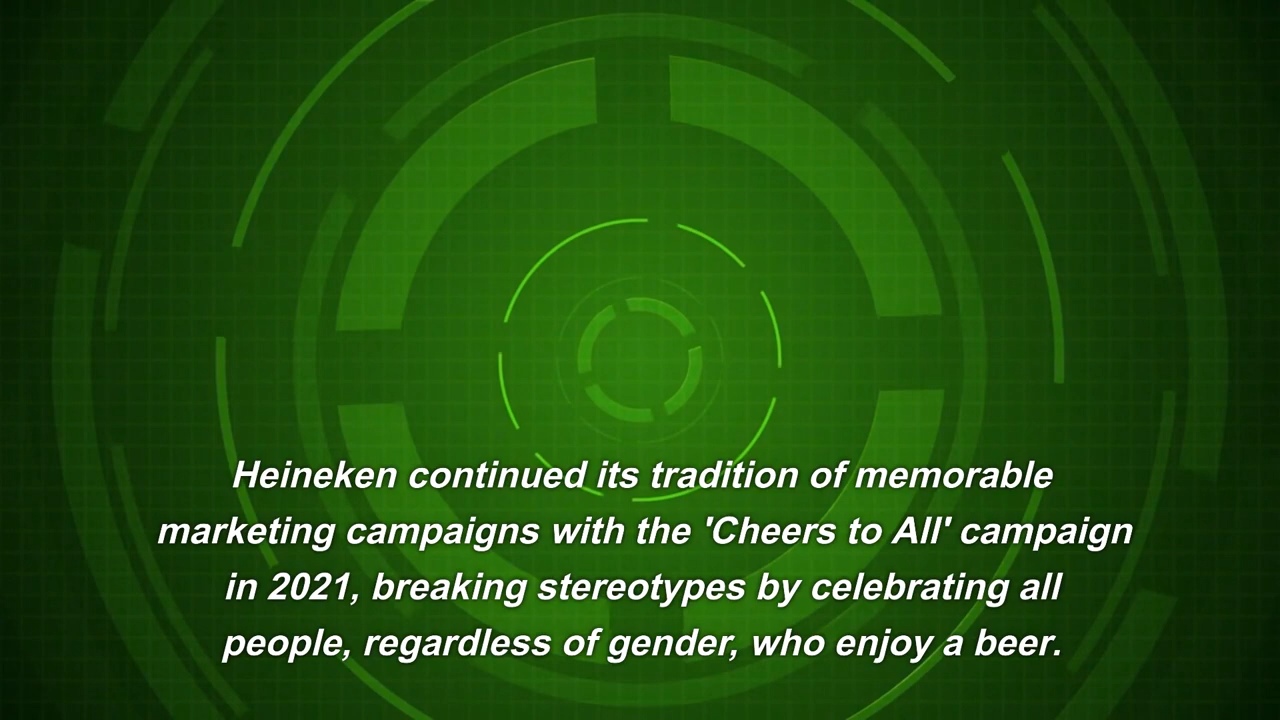 Heineken continued its tradition of memorable
marketing campaigns with the 'Cheers to All' campaign
in 2021, breaking stereotypes by celebrating all
people, regardless of gender, who enjoy a beer.